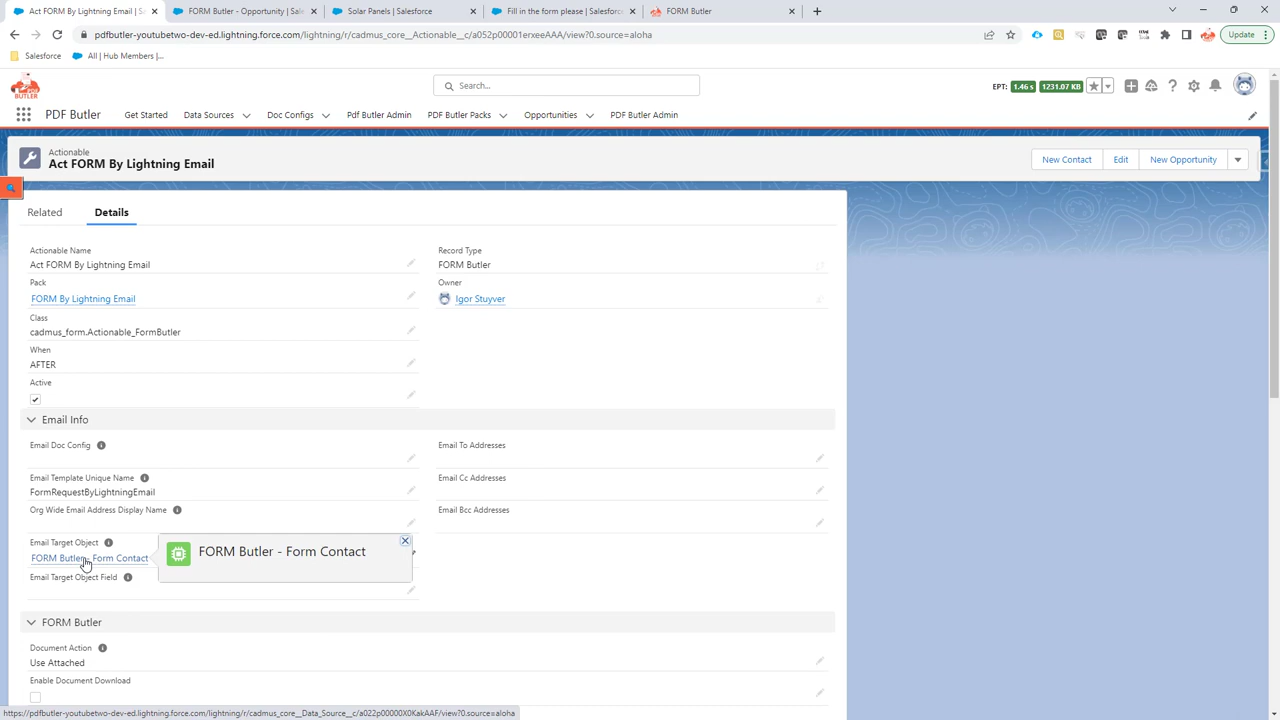 Act FORM By Lightning Email | S
FORM Butler - Opportunity | Sale
Solar Panels | Salesforce
Fill in the form please | Salesforc
FORM Butler
pdfbutler-youtubetwo-dev-ed.lightning.force.com/lightning/r/cadmus_core__Actionable__c/a052p00001erxeeAAA/view?0.source=aloha
Update
Salesforce
All | Hub Members |...
PDF BUTLER
Search...
EPT: 1.46 s 1231.07 KB
PDF Butler
Get Started
Data Sources
Doc Configs
Pdf Butler Admin
PDF Butler Packs
Opportunities
PDF Butler Admin
Actionable
Act FORM By Lightning Email
New Contact
Edit
New Opportunity
Related
Details
Actionable Name
Act FORM By Lightning Email
Record Type
FORM Butler
Pack
FORM By Lightning Email
Owner
Igor Stuyver
Class
cadmus_form.Actionable_FormButler
When
AFTER
Active
Email Info
Email Doc Config
Email To Addresses
Email Template Unique Name
FormRequestByLightningEmail
Email Cc Addresses
Org Wide Email Address Display Name
Email Bcc Addresses
Email Target Object
FORM Butler - Form Contact
FORM Butler - Form Contact
Email Target Object Field
FORM Butler
Document Action
Use Attached
Enable Document Download
https://pdfbutler-youtubetwo-dev-ed.lightning.force.com/lightning/r/cadmus_core__Data_Source__c/a022p00000X0KakAAF/view?0.source=aloha